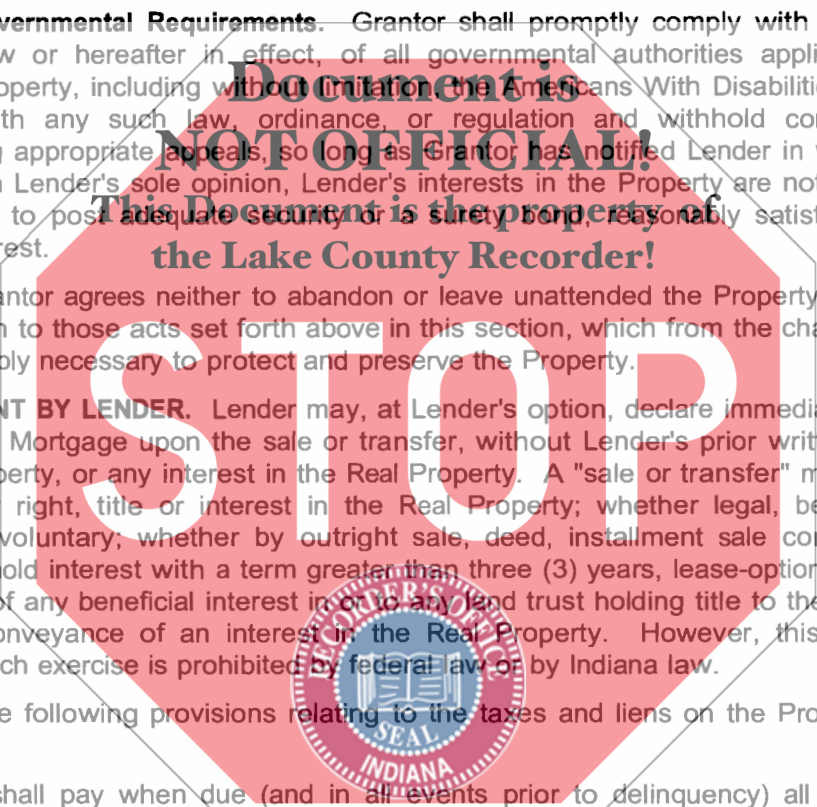 vernmental Requirements. Grantor shall promptly comply with
w or hereafter in effect, of all governmental authorities appli
operty, including without limitation, the Americans With Disabiliti
Document is
th any such law, ordinance, or regulation and withhold co
NOT OFFICIAL!
appropriate appeals, so long as Grantor has notified Lender in
Lender's sole opinion, Lender's interests in the Property are not
This Document is the property of
to post adequate security or a surety bond, reasonably satisf
rest.
the Lake County Recorder!
antor agrees neither to abandon or leave unattended the Property
n to those acts set forth above in this section, which from the cha
bly necessary to protect and preserve the Property.
STOP
NT BY LENDER. Lender may, at Lender's option, declare immedia
Mortgage upon the sale or transfer, without Lender's prior writ
perty, or any interest in the Real Property. A "sale or transfer" m
right, title or interest in the Real Property; whether legal, be
voluntary; whether by outright sale, deed, installment sale co
old interest with a term greater than three (3) years, lease-option
of any beneficial interest in or to any land trust holding title to the
onveyance of an interest in the Real Property. However, this
ch exercise is prohibited by federal law or by Indiana law.
RECORDER'S OFFICE
SEAL
INDIANA
e following provisions relating to the taxes and liens on the Pro
shall pay when due (and in all events prior to delinquency) all